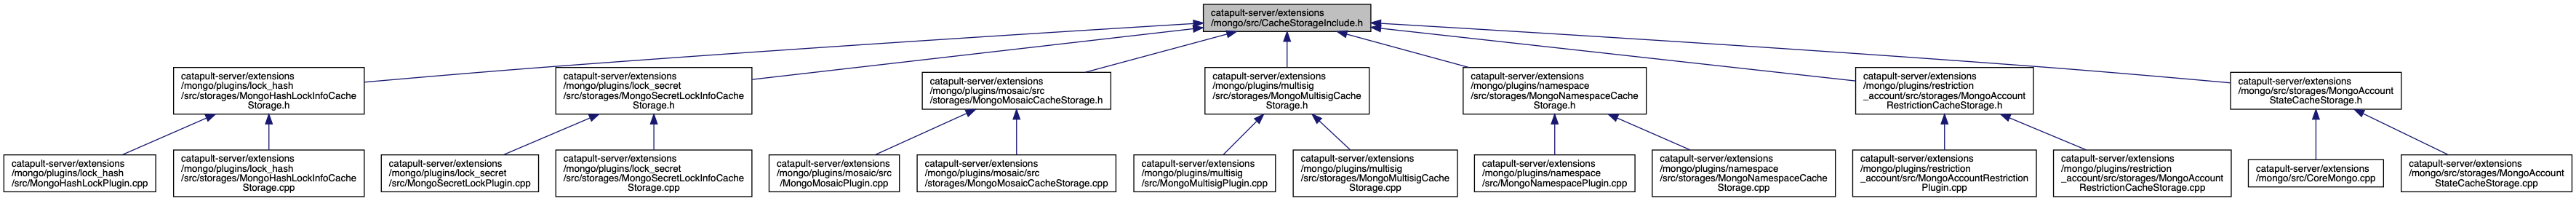 catapult-server/extensions
/mongo/src/CacheStorageInclude.h
catapult-server/extensions
/mongo/plugins/lock_hash
/src/storages/MongoHashLockInfoCache
Storage.h
catapult-server/extensions
/mongo/plugins/lock_secret
/src/storages/MongoSecretLockInfoCache
Storage.h
catapult-server/extensions
/mongo/plugins/mosaic/src
/storages/MongoMosaicCacheStorage.h
catapult-server/extensions
/mongo/plugins/multisig
/src/storages/MongoMultisigCache
Storage.h
catapult-server/extensions
/mongo/plugins/namespace
/src/storages/MongoNamespaceCache
Storage.h
catapult-server/extensions
/mongo/plugins/restriction
_account/src/storages/MongoAccount
RestrictionCacheStorage.h
catapult-server/extensions
/mongo/src/storages/MongoAccount
StateCacheStorage.h
catapult-server/extensions
/mongo/plugins/lock_hash
/src/MongoHashLockPlugin.cpp
catapult-server/extensions
/mongo/plugins/lock_hash
/src/storages/MongoHashLockInfoCache
Storage.cpp
catapult-server/extensions
/mongo/plugins/lock_secret
/src/MongoSecretLockPlugin.cpp
catapult-server/extensions
/mongo/plugins/lock_secret
/src/storages/MongoSecretLockInfoCache
Storage.cpp
catapult-server/extensions
/mongo/plugins/mosaic/src
/MongoMosaicPlugin.cpp
catapult-server/extensions
/mongo/plugins/mosaic/src
/storages/MongoMosaicCacheStorage.cpp
catapult-server/extensions
/mongo/plugins/multisig
/src/MongoMultisigPlugin.cpp
catapult-server/extensions
/mongo/plugins/multisig
/src/storages/MongoMultisigCache
Storage.cpp
catapult-server/extensions
/mongo/plugins/namespace
/src/MongoNamespacePlugin.cpp
catapult-server/extensions
/mongo/plugins/namespace
/src/storages/MongoNamespaceCache
Storage.cpp
catapult-server/extensions
/mongo/plugins/restriction
_account/src/MongoAccountRestriction
Plugin.cpp
catapult-server/extensions
/mongo/plugins/restriction
_account/src/storages/MongoAccount
RestrictionCacheStorage.cpp
catapult-server/extensions
/mongo/src/CoreMongo.cpp
catapult-server/extensions
/mongo/src/storages/MongoAccount
StateCacheStorage.cpp